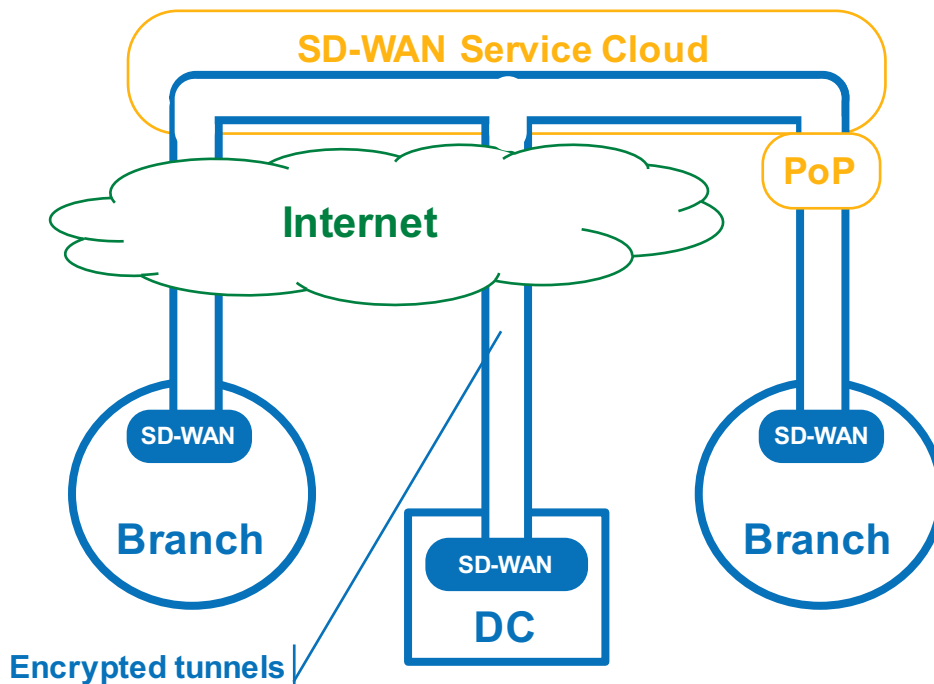 SD-WAN Service Cloud
PoP
Internet
SD-WAN
SD-WAN
Branch
Branch
SD-WAN
DC
Encrypted tunnels